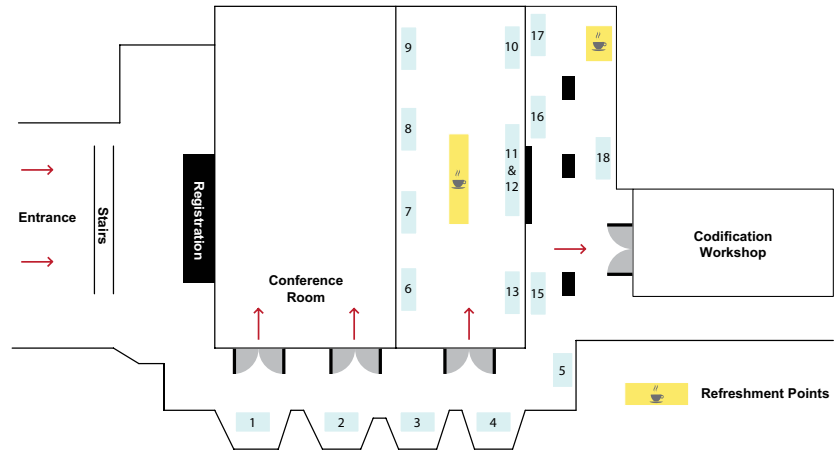 9
10
17
8
16
11
&
12
18
Registration
Entrance
Stairs
7
Codification
Workshop
Conference
Room
6
13
15
5
1
2
3
4
Refreshment Points